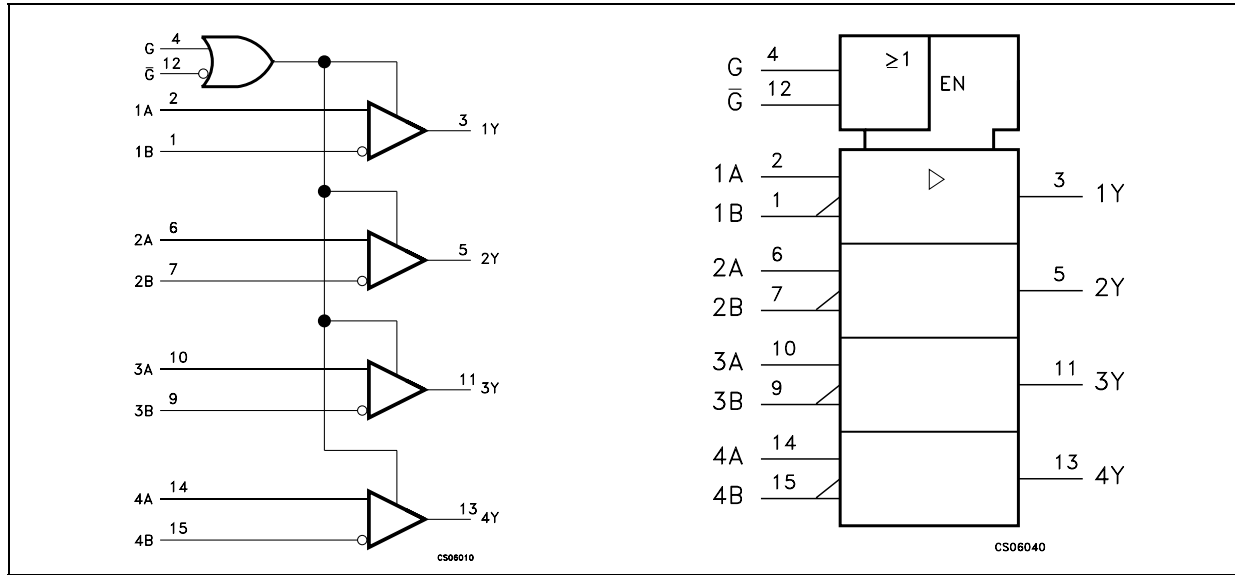 G 4
G̅ 12
1A 2
1B 1
3 1Y
2A 6
2B 7
5 2Y
3A 10
3B 9
11 3Y
4A 14
4B 15
13 4Y
CS06010
G 4
G̅ 12
≥1
EN
1A 2
1B 1
3 1Y
2A 6
2B 7
5 2Y
3A 10
3B 9
11 3Y
4A 14
4B 15
13 4Y
CS06040